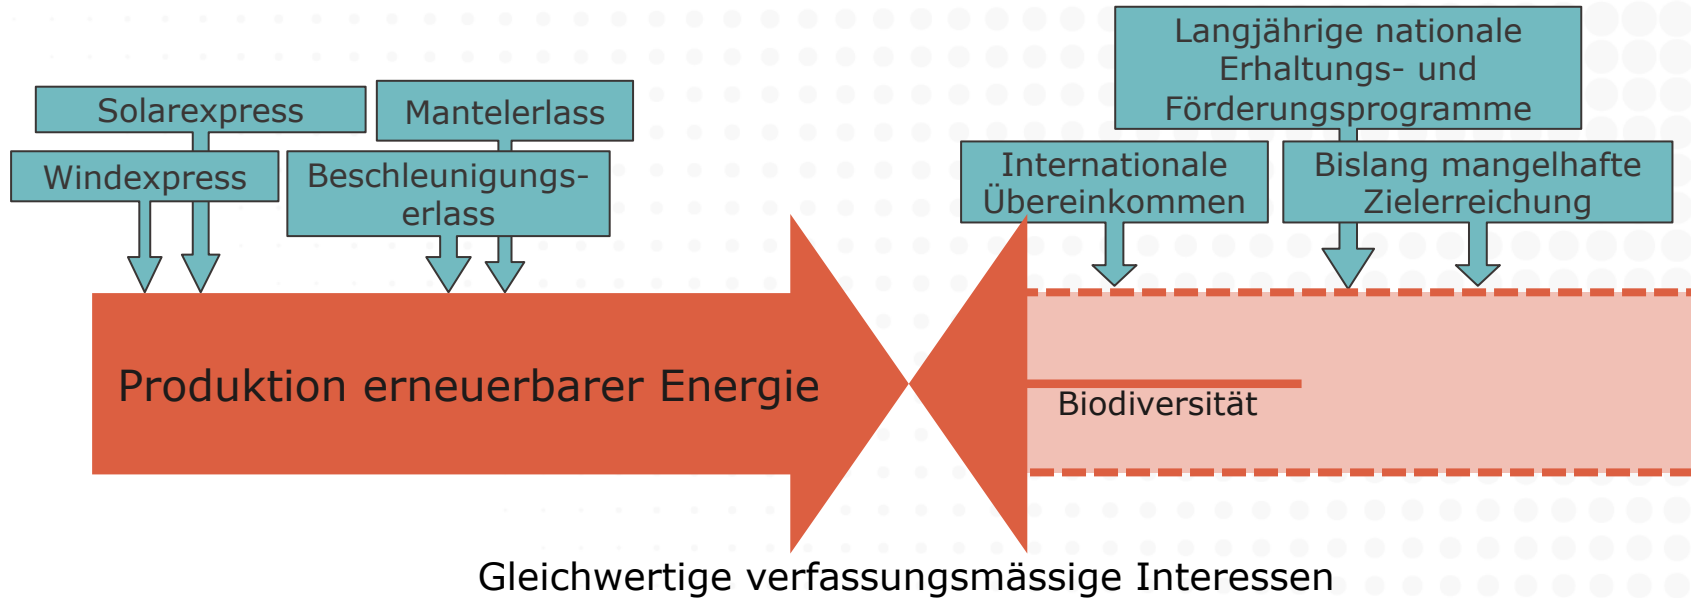 Langjährige nationale
Erhaltungs- und
Förderungsprogramme
Solarexpress
Mantelerlass
Windexpress
Beschleunigungs-
erlass
Internationale
Übereinkommen
Bislang mangelhafte
Zielerreichung
Produktion erneuerbarer Energie
Biodiversität
Gleichwertige verfassungsmässige Interessen